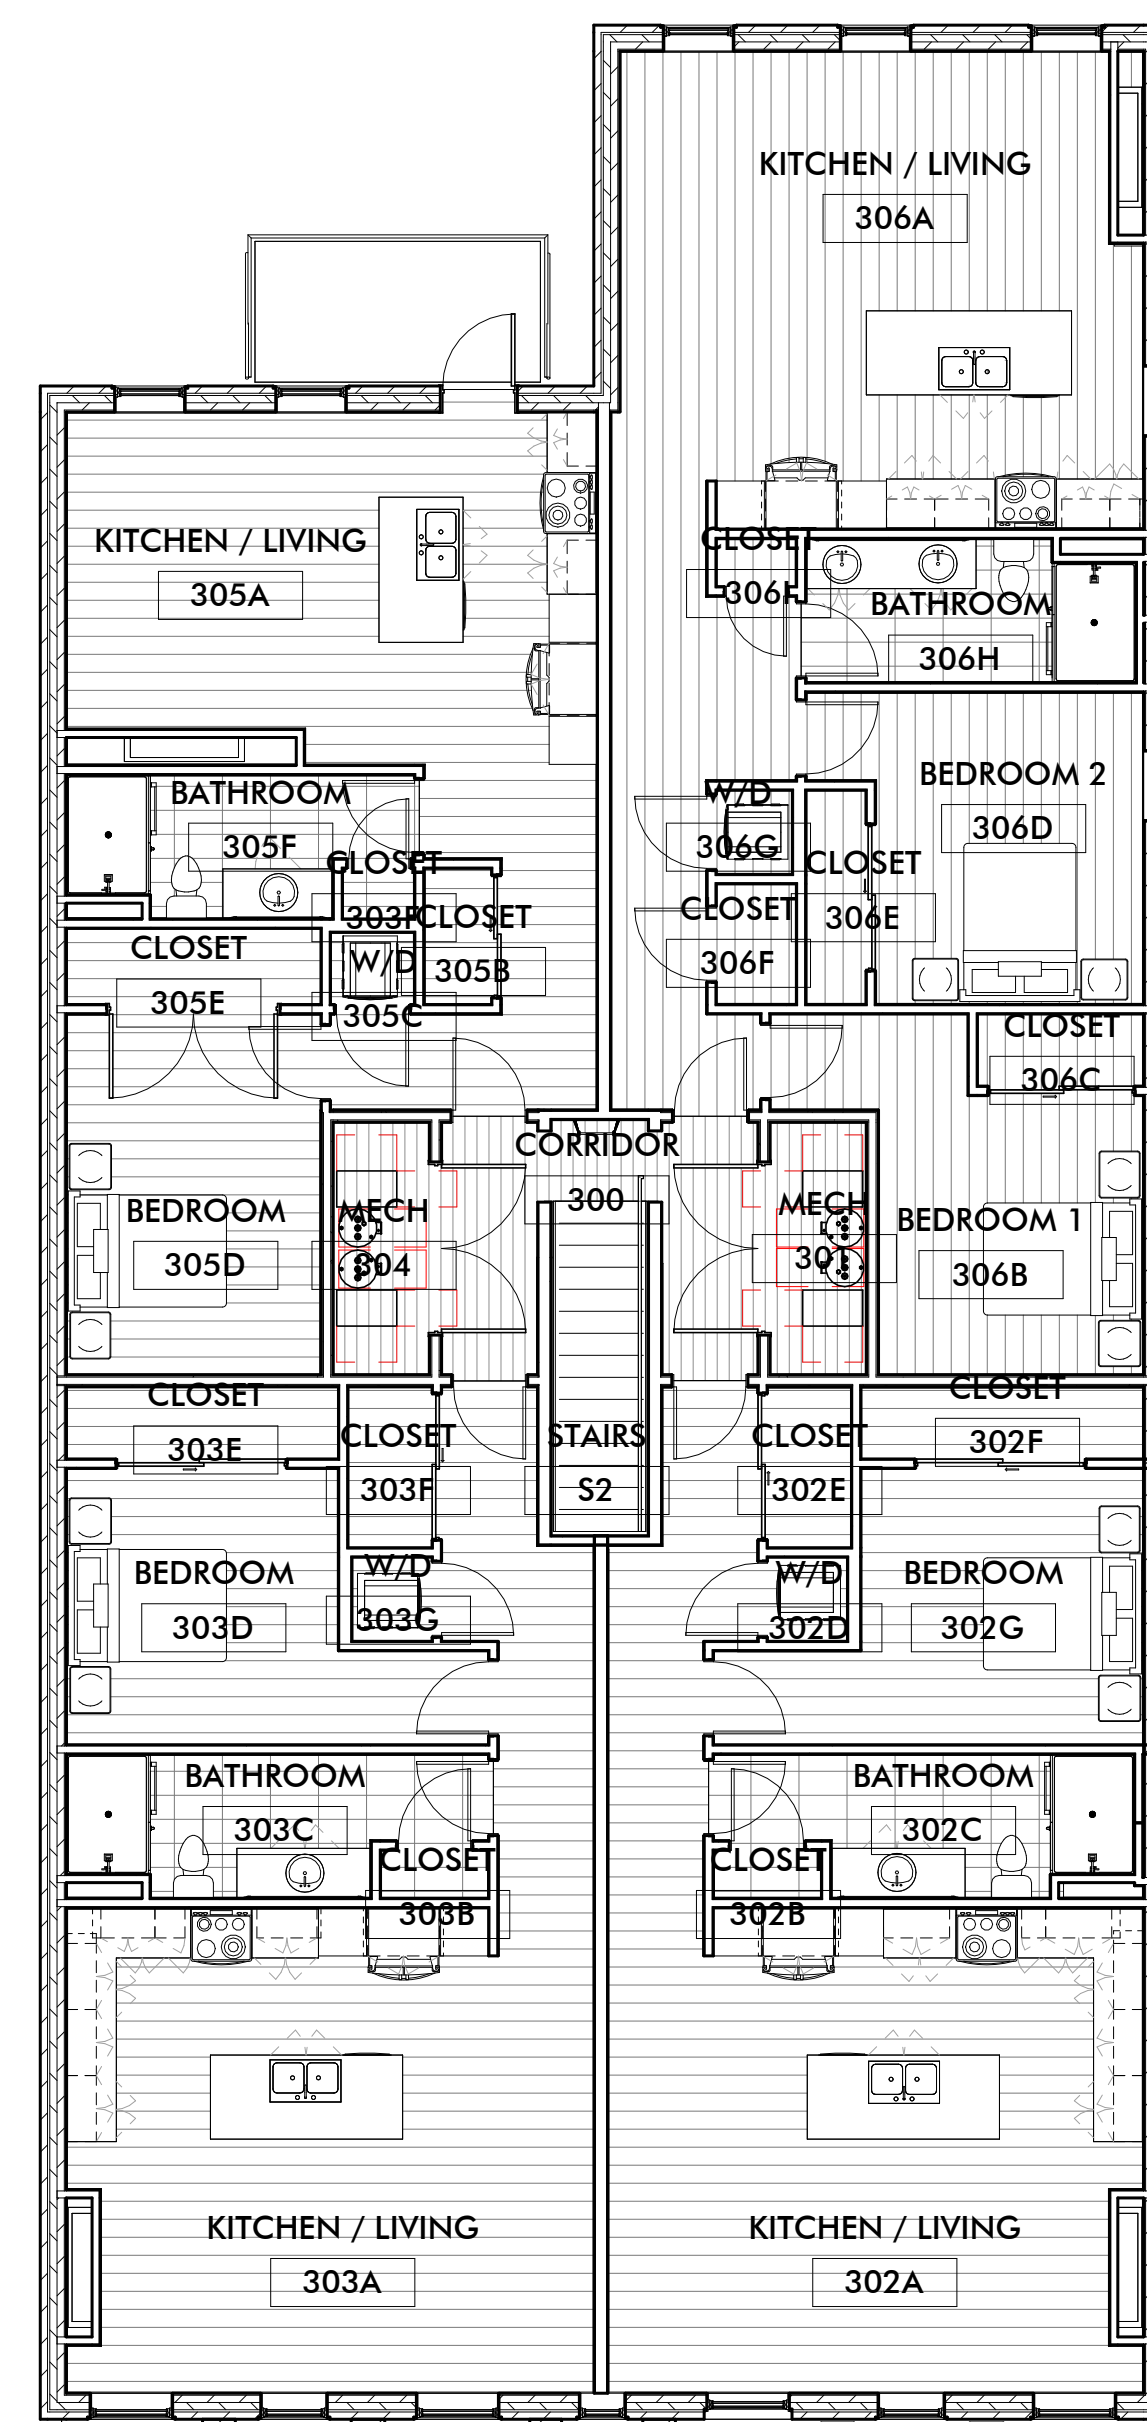 KITCHEN / LIVING
306A
KITCHEN / LIVING
305A
CLOSET
BATHROOM
306H
BEDROOM 2
306D
BATHROOM
305F
W/D
306G
CLOSET
303F
CLOSET
306E
CLOSET
305B
CLOSET
306F
CLOSET
305E
W/D
305C
CLOSET
306C
CORRIDOR
300
BEDROOM
305D
MECH
304
MECH
301
BEDROOM 1
306B
CLOSET
303E
CLOSET
302F
CLOSET
303F
STAIRS
S2
CLOSET
302E
BEDROOM
303D
W/D
303G
W/D
302D
BEDROOM
302G
BATHROOM
303C
BATHROOM
302C
CLOSET
303B
CLOSET
302B
KITCHEN / LIVING
303A
KITCHEN / LIVING
302A